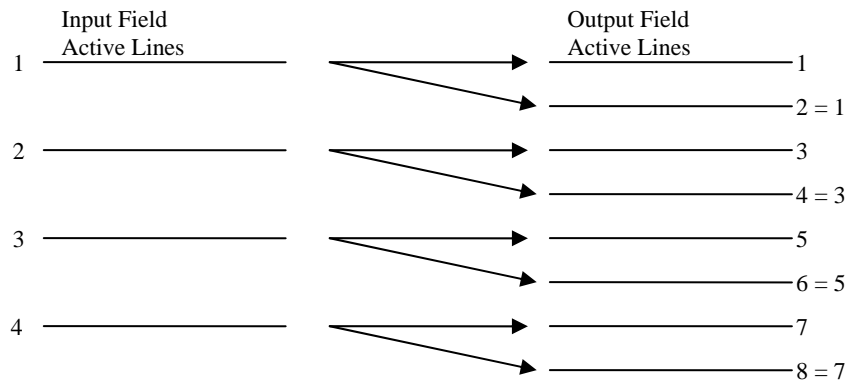 Input Field
Active Lines
Output Field
Active Lines
1
1
2 = 1
2
3
4 = 3
3
5
6 = 5
4
7
8 = 7